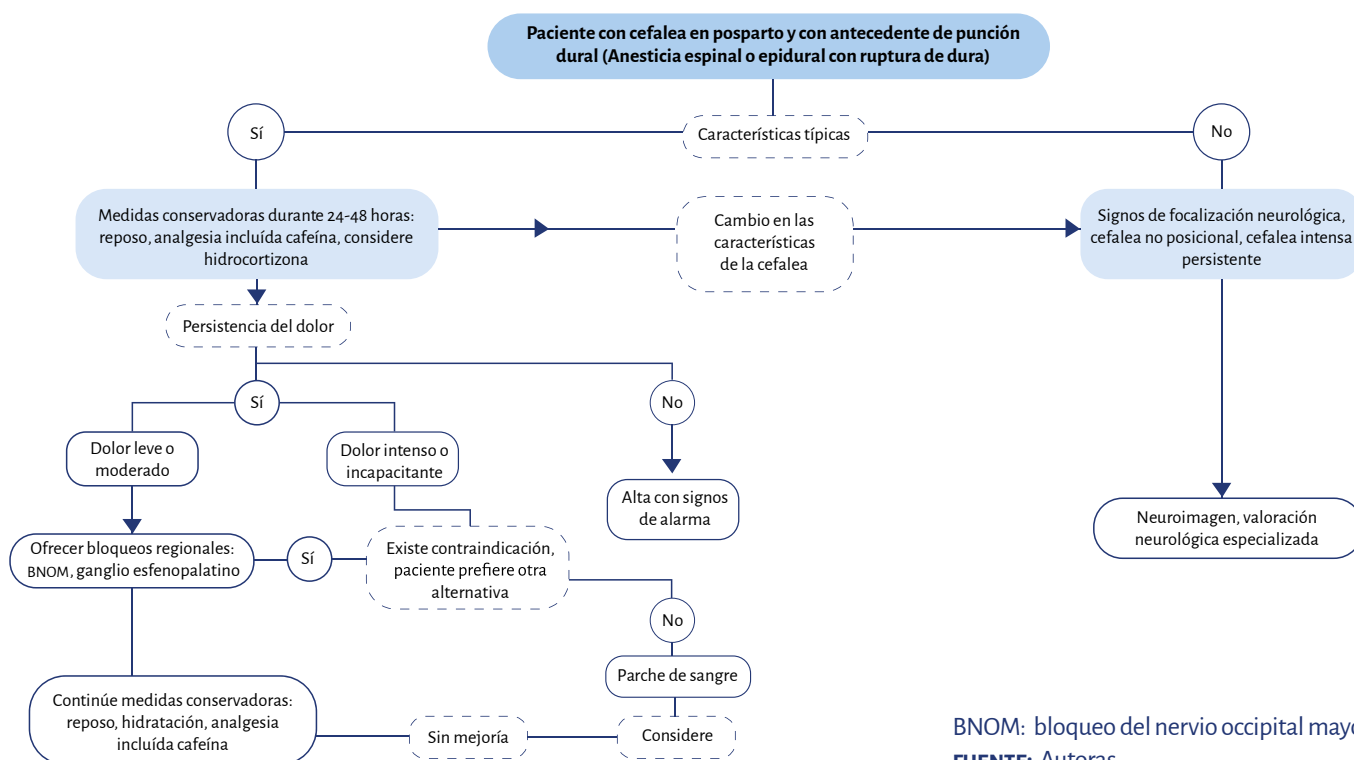 Paciente con cefalea en posparto y con antecedente de punción
dural (Anesticia espinal o epidural con ruptura de dura)
Sí
Características típicas
No
Medidas conservadoras durante 24-48 horas:
reposo, analgesia incluída cafeína, considere
hidrocortizona
Cambio en las
características
de la cefalea
Signos de focalización neurológica,
cefalea no posicional, cefalea intensa
persistente
Persistencia del dolor
Sí
No
Dolor leve o
moderado
Dolor intenso o
incapacitante
Alta con signos
de alarma
Neuroimagen, valoración
neurológica especializada
Ofrecer bloqueos regionales:
BNOM, ganglio esfenopalatino
Sí
Existe contraindicación,
paciente prefiere otra
alternativa
No
Parche de sangre
Continúe medidas conservadoras:
reposo, hidratación, analgesia
incluída cafeína
Sin mejoría
Considere
BNOM: bloqueo del nervio occipital mayo
FUENTE: Autoras